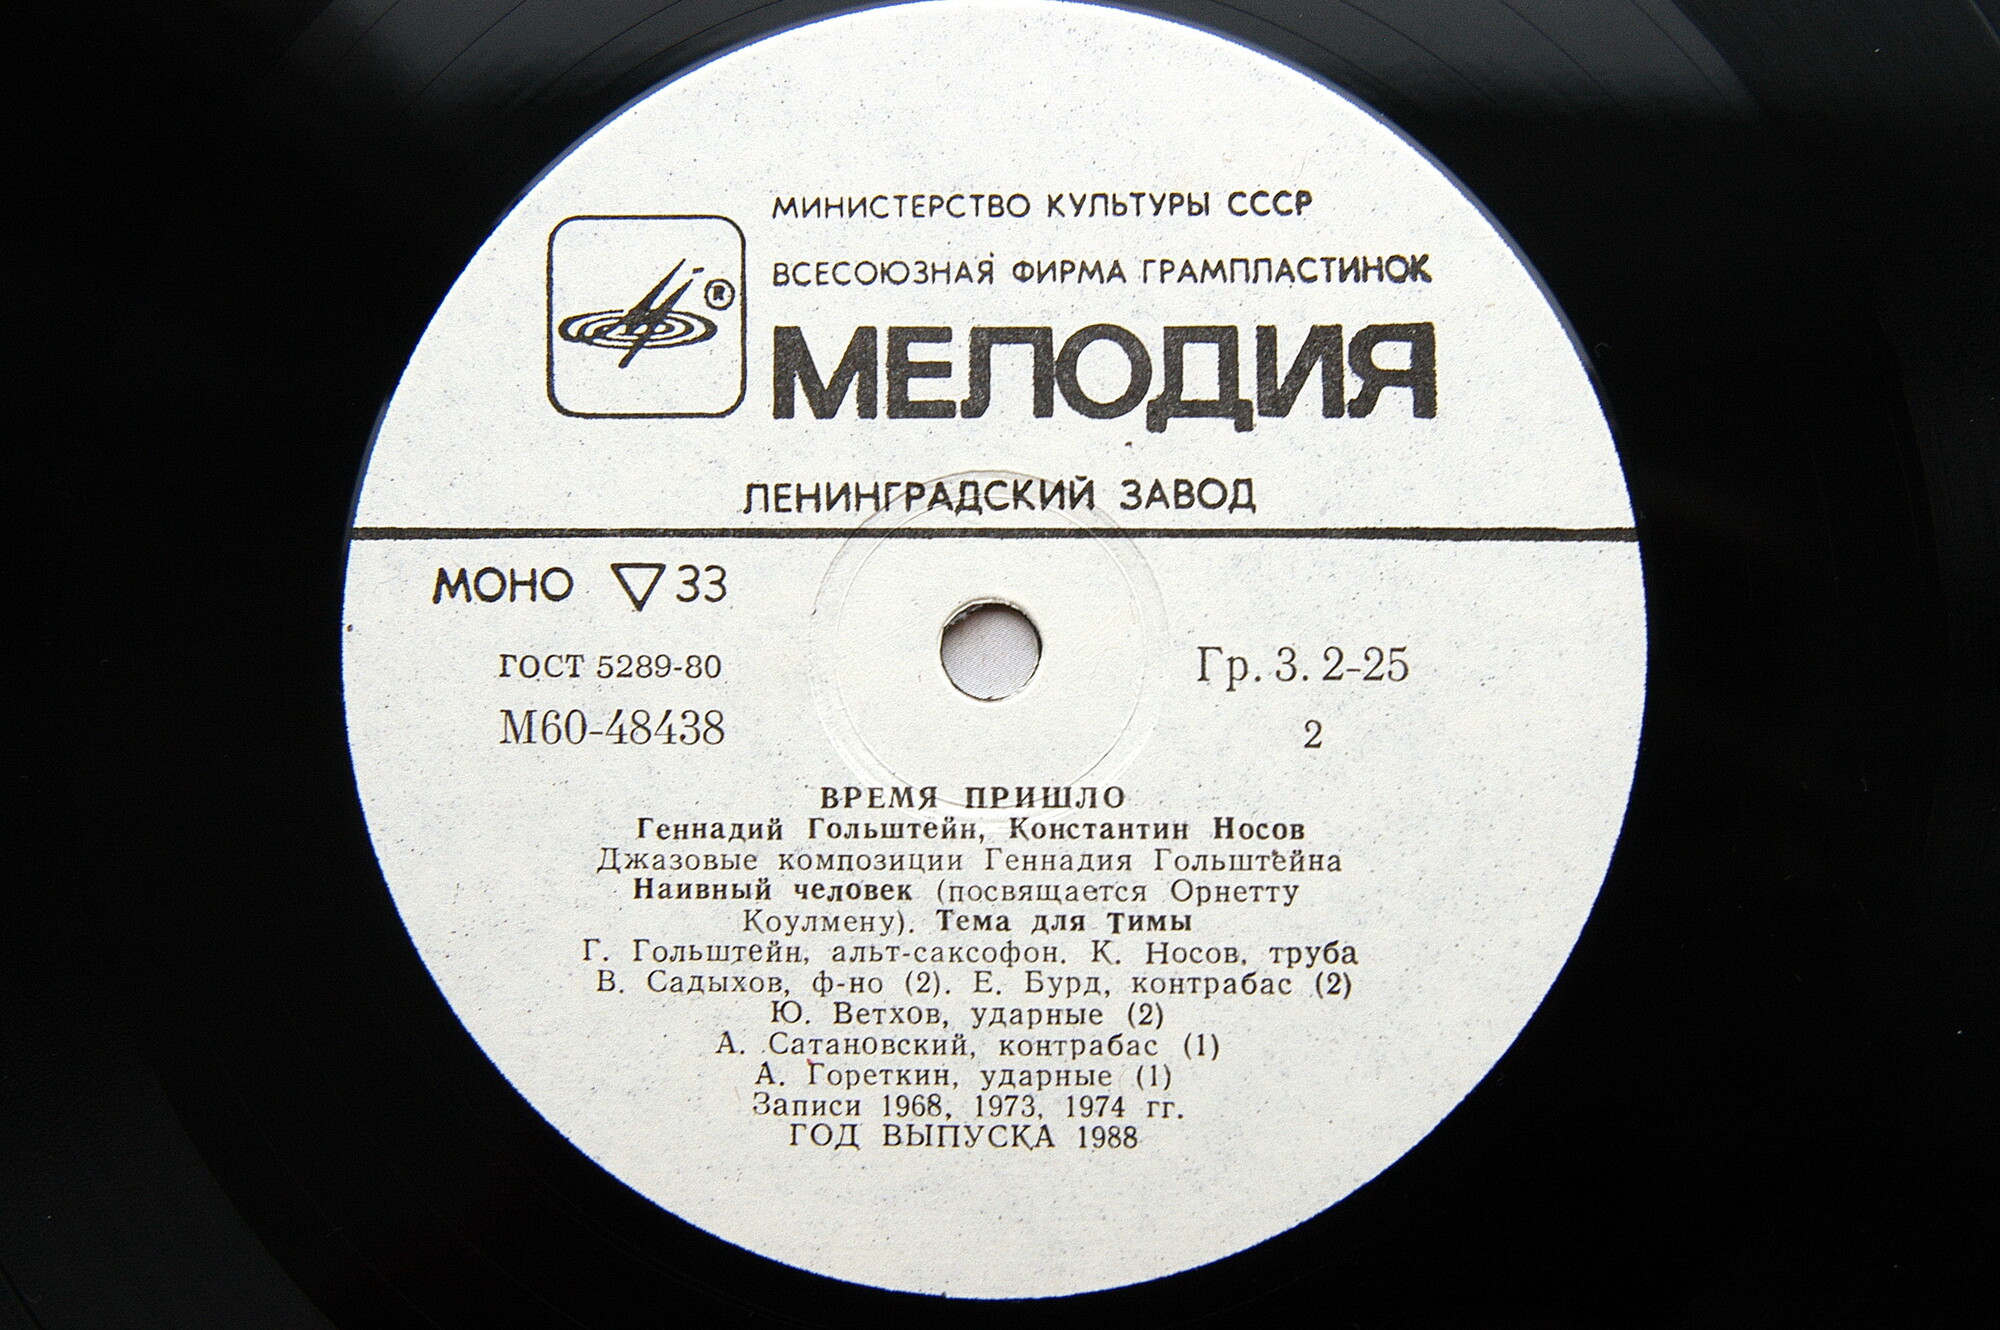 МИНИСТЕРСТВО КУЛЬТУРЫ СССР
ВСЕСОЮЗНАЯ ФИРМА ГРАМПЛАСТИНОК
®
МЕЛОДИЯ
ЛЕНИНГРАДСКИЙ ЗАВОД
МОНО ▽ 33
ГОСТ 5289-80
Гр. 3. 2-25
М60-48438
2
ВРЕМЯ ПРИШЛО
Геннадий Гольштейн, Константин Носов
Джазовые композиции Геннадия Гольштейна
Наивный человек (посвящается Орнетту
Коулмену). Тема для Тимы
Г. Гольштейн, альт-саксофон. К. Носов, труба
В. Садыхов, ф-но (2). Е. Бурд, контрабас (2)
Ю. Ветхов, ударные (2)
А. Сатановский, контрабас (1)
А. Гореткин, ударные (1)
Записи 1968, 1973, 1974 гг.
ГОД ВЫПУСКА 1988